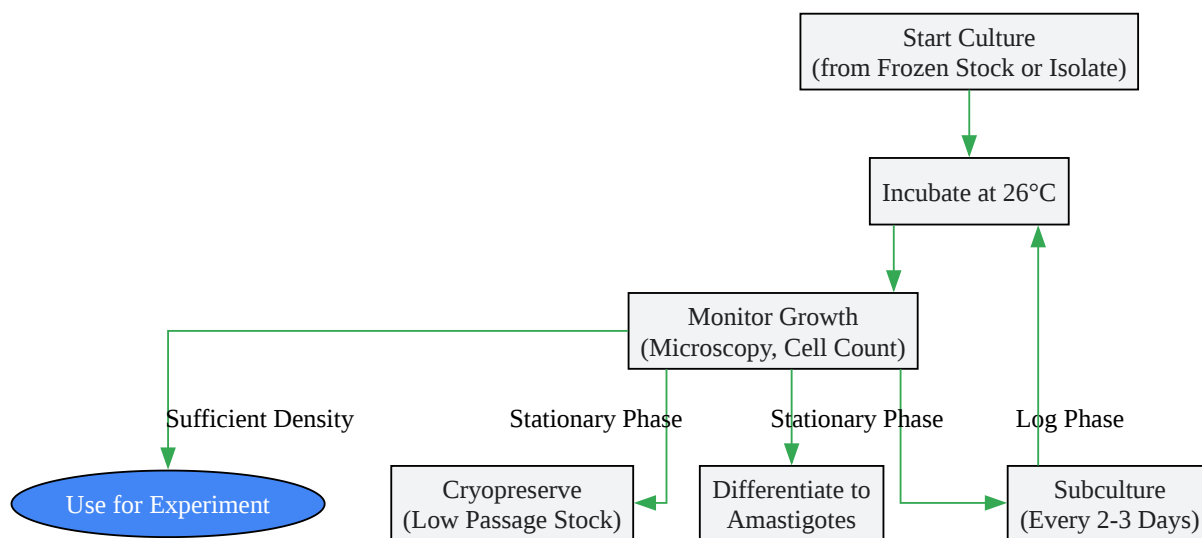 Start Culture
(from Frozen Stock or Isolate)
Incubate at 26°C
Monitor Growth
(Microscopy, Cell Count)
Sufficient Density
Stationary Phase
Stationary Phase
Log Phase
Use for Experiment
Cryopreserve
(Low Passage Stock)
Differentiate to
Amastigotes
Subculture
(Every 2-3 Days)